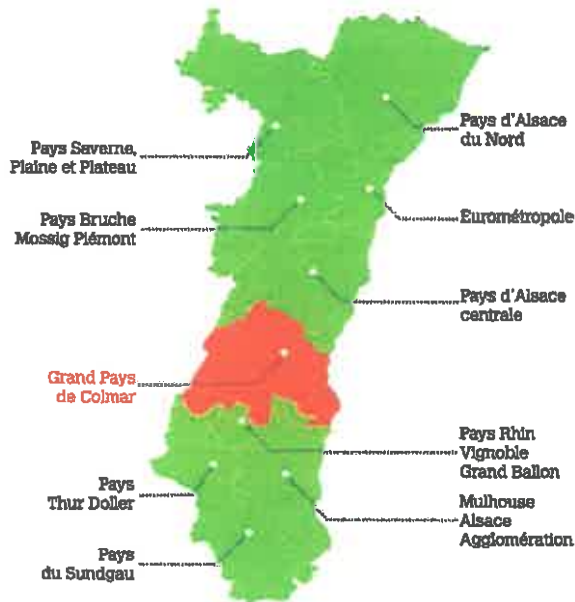 Pays d'Alsace
du Nord
Pays Saverne,
Plaine et Plateau
Eurométropole
Pays Bruche
Mossig Piémont
Pays d'Alsace
centrale
Grand Pays
de Colmar
Pays Rhin
Vignoble
Grand Ballon
Pays
Thur Doller
Mulhouse
Alsace
Agglomération
Pays
du Sundgau